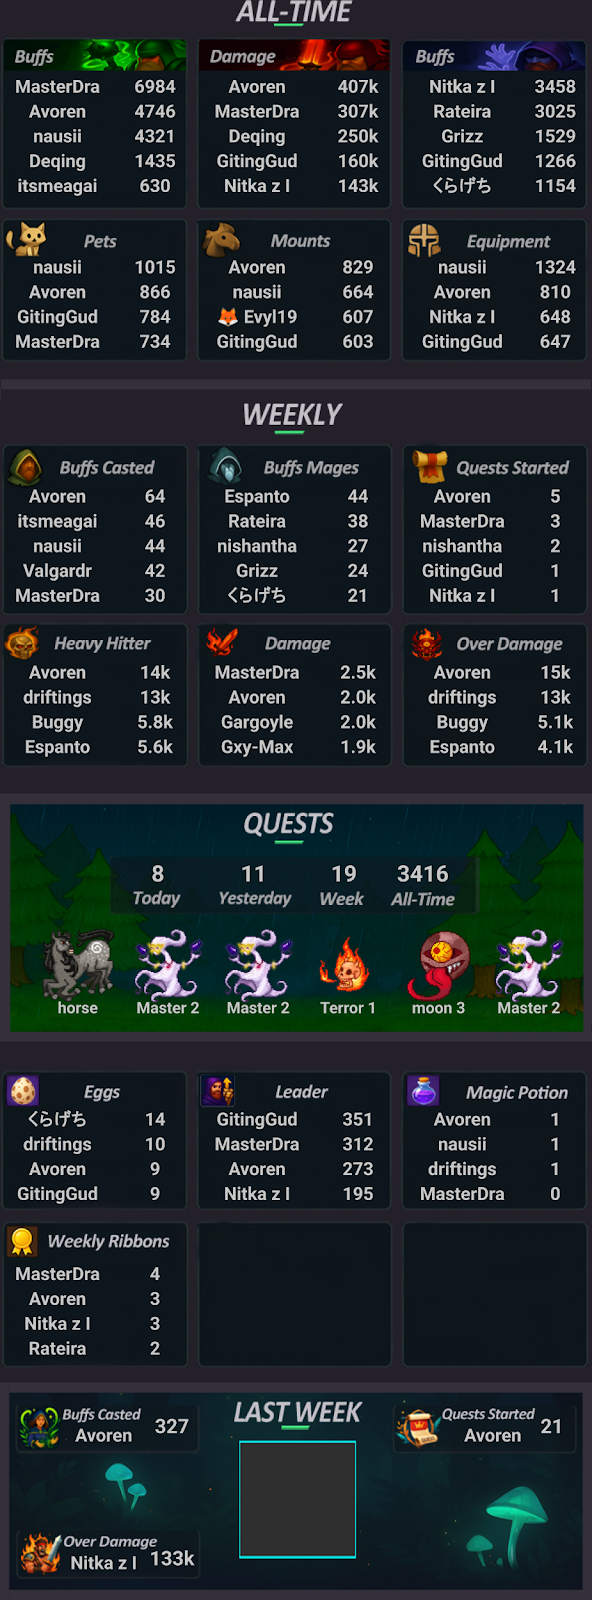 ALL-TIME
Buffs
MasterDra 6984
Avoren 4746
nausii 4321
Deqing 1435
itsmeagai 630
Damage
Avoren 407k
MasterDra 307k
Deqing 250k
GitingGud 160k
Nitka z I 143k
Buffs
Nitka z I 3458
Rateira 3025
Grizz 1529
GitingGud 1266
くらげち 1154
Pets
nausii 1015
Avoren 866
GitingGud 784
MasterDra 734
Mounts
Avoren 829
nausii 664
🦊 Evyl19 607
GitingGud 603
Equipment
nausii 1324
Avoren 810
Nitka z I 648
GitingGud 647
WEEKLY
Buffs Casted
Avoren 64
itsmeagai 46
nausii 44
Valgardr 42
MasterDra 30
Buffs Mages
Espanto 44
Rateira 38
nishantha 27
Grizz 24
くらげち 21
Quests Started
Avoren 5
MasterDra 3
nishantha 2
GitingGud 1
Nitka z I 1
Heavy Hitter
Avoren 14k
driftings 13k
Buggy 5.8k
Espanto 5.6k
Damage
MasterDra 2.5k
Avoren 2.0k
Gargoyle 2.0k
Gxy-Max 1.9k
Over Damage
Avoren 15k
driftings 13k
Buggy 5.1k
Espanto 4.1k
QUESTS
8 11 19 3416
Today Yesterday Week All-Time
horse Master 2 Master 2 Terror 1 moon 3 Master 2
Eggs
くらげち 14
driftings 10
Avoren 9
GitingGud 9
Leader
GitingGud 351
MasterDra 312
Avoren 273
Nitka z I 195
Magic Potion
Avoren 1
nausii 1
driftings 1
MasterDra 0
Weekly Ribbons
MasterDra 4
Avoren 3
Nitka z I 3
Rateira 2
LAST WEEK
Buffs Casted
Avoren 327
Quests Started
Avoren 21
Over Damage
Nitka z I 133k